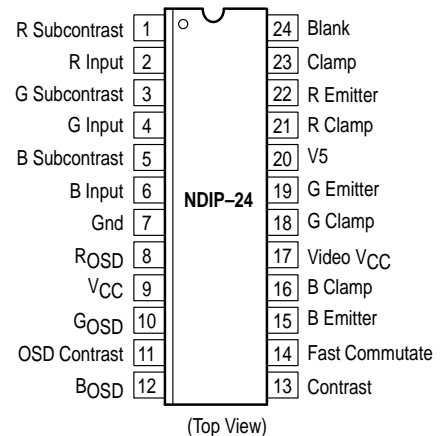 R Subcontrast 1 24 Blank
R Input 2 23 Clamp
G Subcontrast 3 22 R Emitter
G Input 4 21 R Clamp
B Subcontrast 5 20 V5
B Input 6 19 G Emitter
NDIP–24
Gnd 7 18 G Clamp
ROSD 8 17 Video VCC
VCC 9 16 B Clamp
GOSD 10 15 B Emitter
OSD Contrast 11 14 Fast Commutate
BOSD 12 13 Contrast
(Top View)